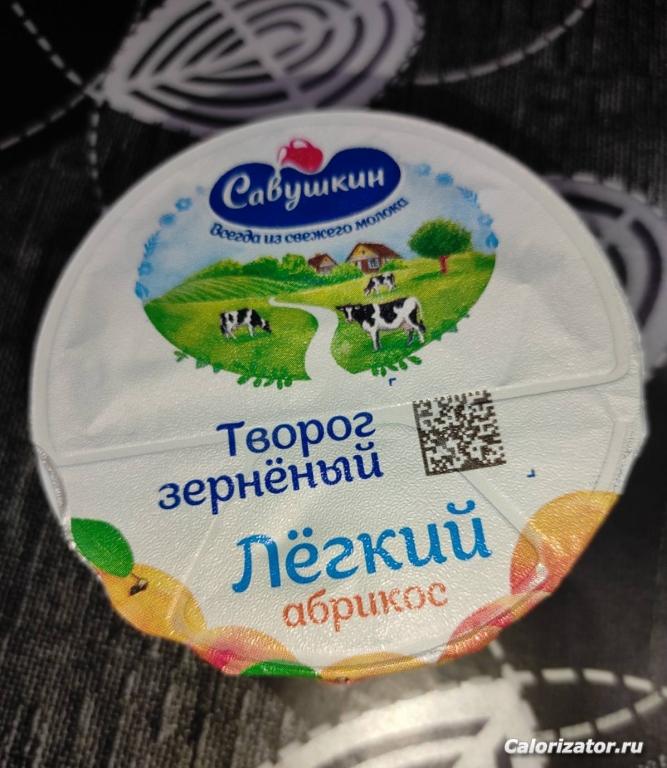 Савушкин
Всегда из свежего молока
Творог
зернёный
Лёгкий
абрикос
Calorizator.ru